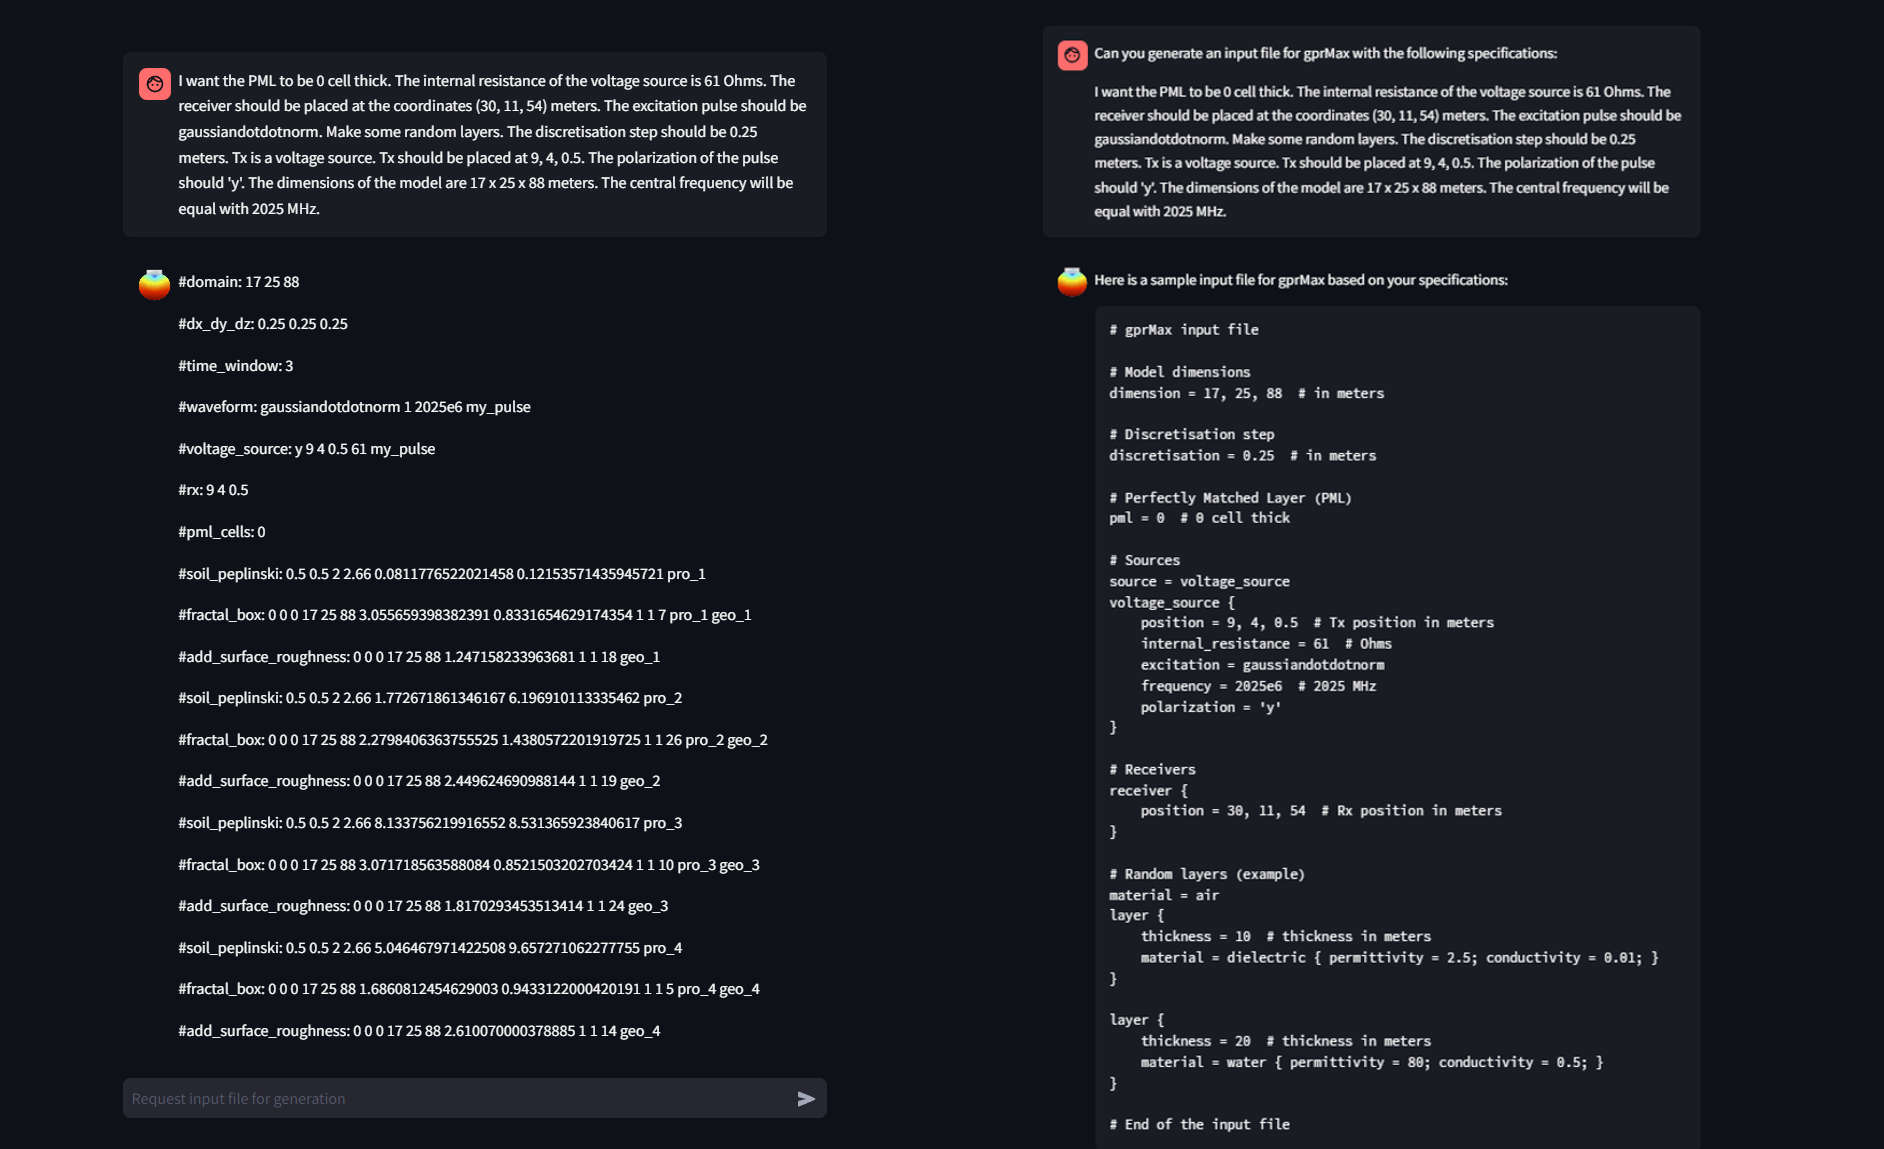 I want the PML to be 0 cell thick. The internal resistance of the voltage source is 61 Ohms. The
receiver should be placed at the coordinates (30, 11, 54) meters. The excitation pulse should be
gaussiandotdotnorm. Make some random layers. The discretisation step should be 0.25
meters. Tx is a voltage source. Tx should be placed at 9, 4, 0.5. The polarization of the pulse
should 'y'. The dimensions of the model are 17 x 25 x 88 meters. The central frequency will be
equal with 2025 MHz.
#domain: 17 25 88
#dx_dy_dz: 0.25 0.25 0.25
#time_window: 3
#waveform: gaussiandotdotnorm 1 2025e6 my_pulse
#voltage_source: y 9 4 0.5 61 my_pulse
#rx: 9 4 0.5
#pml_cells: 0
#soil_peplinski: 0.5 0.5 2 2.66 0.0811776522021458 0.12153571435945721 pro_1
#fractal_box: 0 0 0 17 25 88 3.055659398382391 0.8331654629174354 1 1 7 pro_1 geo_1
#add_surface_roughness: 0 0 0 17 25 88 1.247158233963681 1 1 18 geo_1
#soil_peplinski: 0.5 0.5 2 2.66 1.772671861346167 6.196910113335462 pro_2
#fractal_box: 0 0 0 17 25 88 2.2798406363755525 1.4380572201919725 1 1 26 pro_2 geo_2
#add_surface_roughness: 0 0 0 17 25 88 2.449624690988144 1 1 19 geo_2
#soil_peplinski: 0.5 0.5 2 2.66 8.133756219916552 8.531365923840617 pro_3
#fractal_box: 0 0 0 17 25 88 3.071718563588084 0.8521503202703424 1 1 10 pro_3 geo_3
#add_surface_roughness: 0 0 0 17 25 88 1.8170293453513414 1 1 24 geo_3
#soil_peplinski: 0.5 0.5 2 2.66 5.046467971422508 9.657271062277755 pro_4
#fractal_box: 0 0 0 17 25 88 1.6860812454629003 0.9433122000420191 1 1 5 pro_4 geo_4
#add_surface_roughness: 0 0 0 17 25 88 2.610070000378885 1 1 14 geo_4
Request input file for generation
Can you generate an input file for gprMax with the following specifications:
I want the PML to be 0 cell thick. The internal resistance of the voltage source is 61 Ohms. The
receiver should be placed at the coordinates (30, 11, 54) meters. The excitation pulse should be
gaussiandotdotnorm. Make some random layers. The discretisation step should be 0.25
meters. Tx is a voltage source. Tx should be placed at 9, 4, 0.5. The polarization of the pulse
should 'y'. The dimensions of the model are 17 x 25 x 88 meters. The central frequency will be
equal with 2025 MHz.
Here is a sample input file for gprMax based on your specifications:
# gprMax input file
# Model dimensions
dimension = 17, 25, 88  # in meters
# Discretisation step
discretisation = 0.25  # in meters
# Perfectly Matched Layer (PML)
pml = 0  # 0 cell thick
# Sources
source = voltage_source
voltage_source {
    position = 9, 4, 0.5  # Tx position in meters
    internal_resistance = 61  # Ohms
    excitation = gaussiandotdotnorm
    frequency = 2025e6  # 2025 MHz
    polarization = 'y'
}
# Receivers
receiver {
    position = 30, 11, 54  # Rx position in meters
}
# Random layers (example)
material = air
layer {
    thickness = 10  # thickness in meters
    material = dielectric { permittivity = 2.5; conductivity = 0.01; }
}
layer {
    thickness = 20  # thickness in meters
    material = water { permittivity = 80; conductivity = 0.5; }
}
# End of the input file